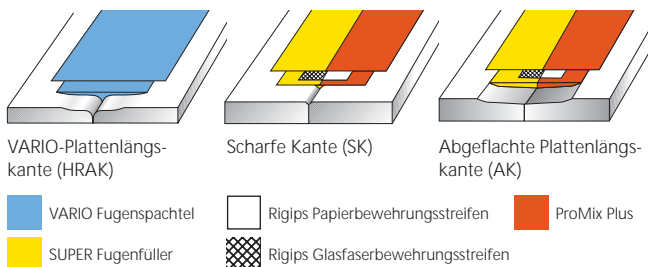 VARIO-Plattenlängs-
kante (HRAK)
Scharfe Kante (SK)
Abgeflachte Plattenlängs-
kante (AK)
VARIO Fugenspachtel
Rigips Papierbewehrungsstreifen
ProMix Plus
SUPER Fugenfüller
Rigips Glasfaserbewehrungsstreifen